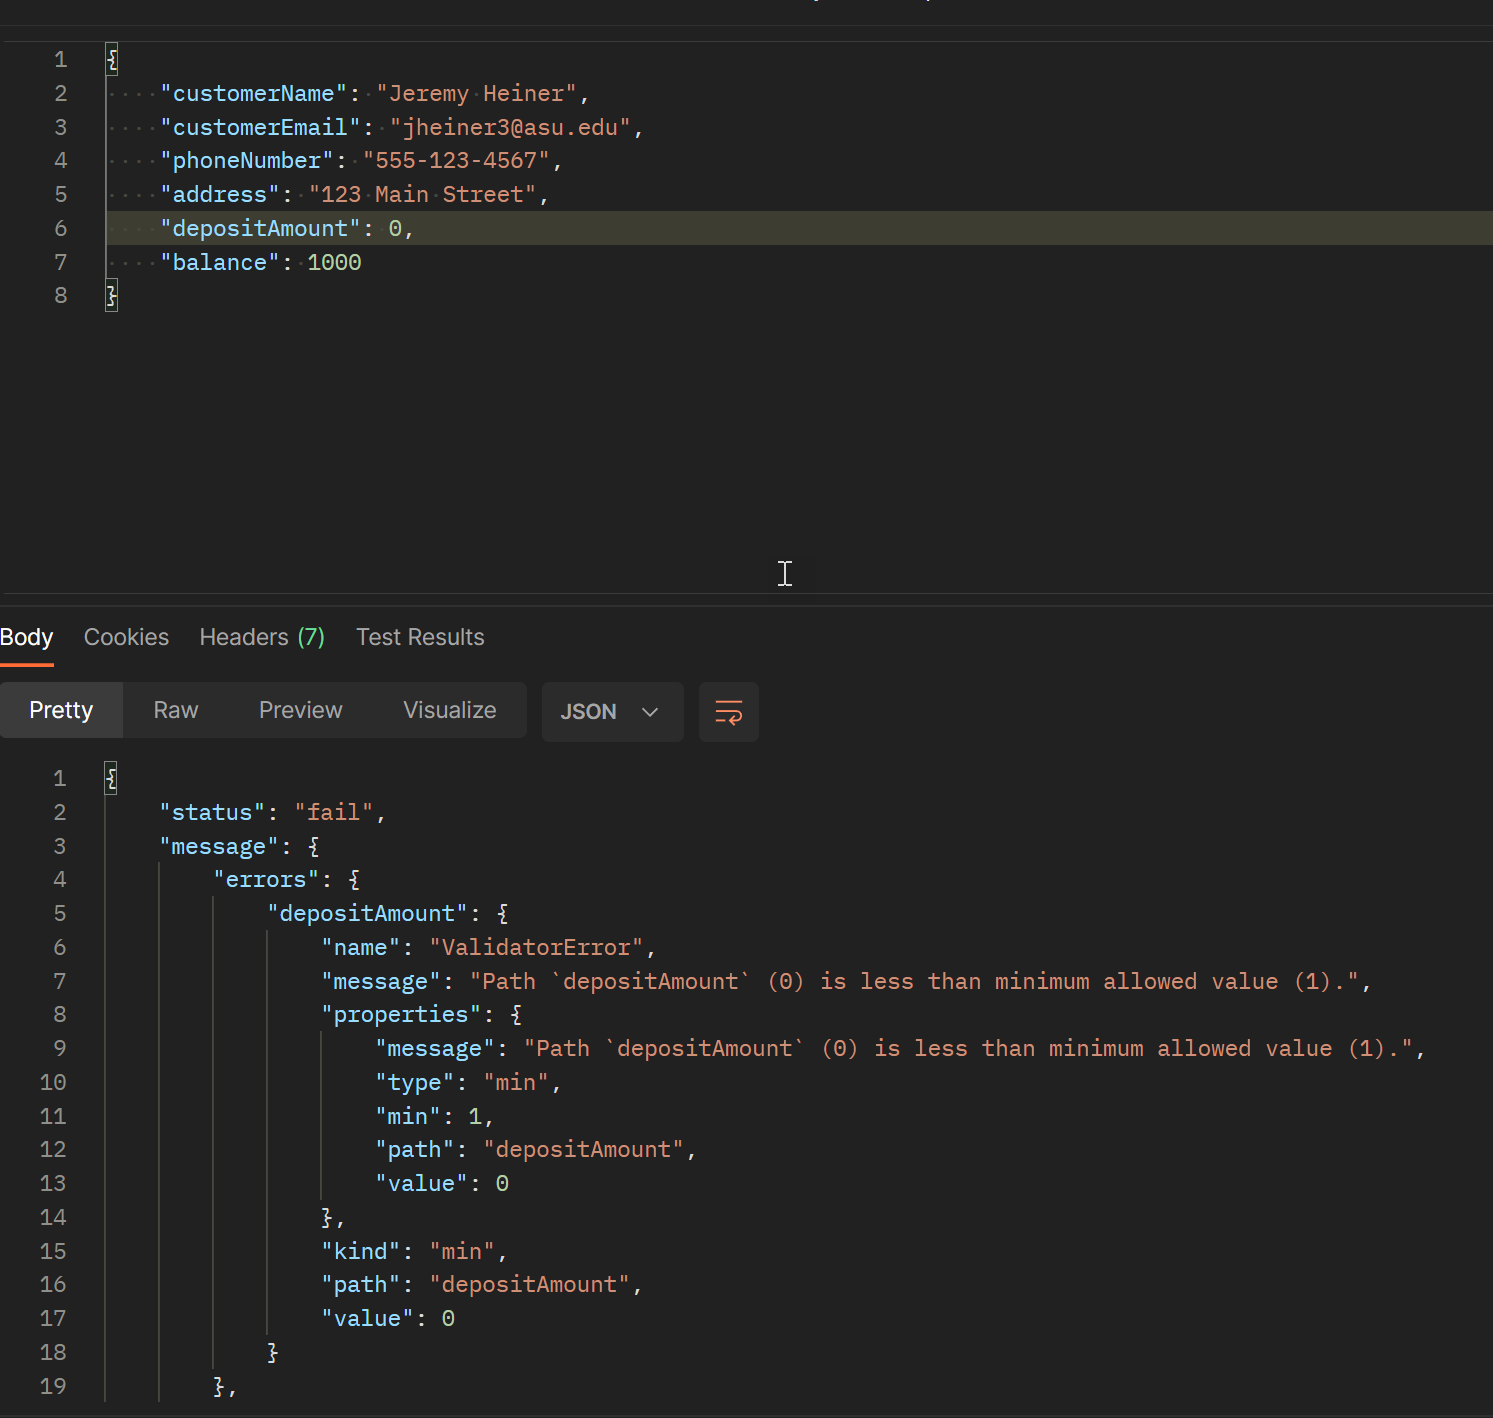 1 {
2 "customerName": "Jeremy Heiner",
3 "customerEmail": "jheiner3@asu.edu",
4 "phoneNumber": "555-123-4567",
5 "address": "123 Main Street",
6 "depositAmount": 0,
7 "balance": 1000
8 }
Body Cookies Headers (7) Test Results
Pretty Raw Preview Visualize JSON
1 {
2 "status": "fail",
3 "message": {
4 "errors": {
5 "depositAmount": {
6 "name": "ValidatorError",
7 "message": "Path `depositAmount` (0) is less than minimum allowed value (1).",
8 "properties": {
9 "message": "Path `depositAmount` (0) is less than minimum allowed value (1).",
10 "type": "min",
11 "min": 1,
12 "path": "depositAmount",
13 "value": 0
14 },
15 "kind": "min",
16 "path": "depositAmount",
17 "value": 0
18 }
19 },